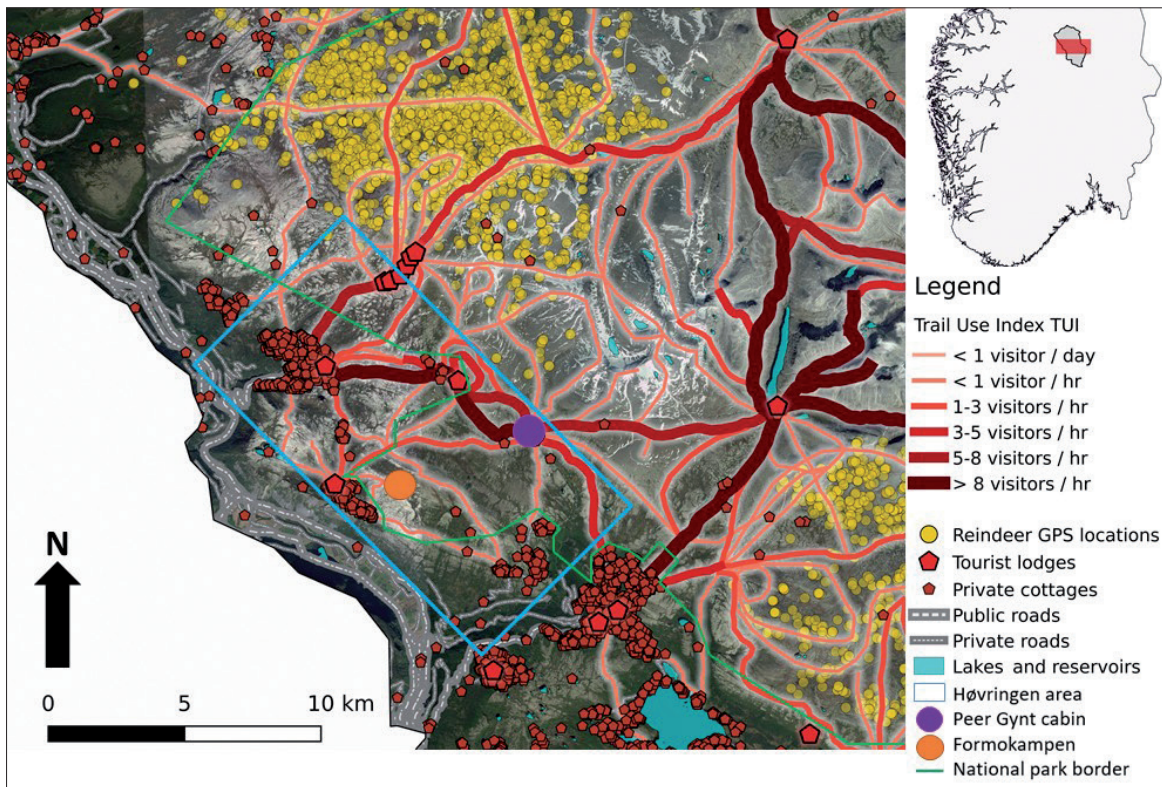 N
0 5 10 km
Legend
Trail Use Index TUI
< 1 visitor / day
< 1 visitor / hr
1-3 visitors / hr
3-5 visitors / hr
5-8 visitors / hr
> 8 visitors / hr
Reindeer GPS locations
Tourist lodges
Private cottages
Public roads
Private roads
Lakes and reservoirs
Høvringen area
Peer Gynt cabin
Formokampen
National park border